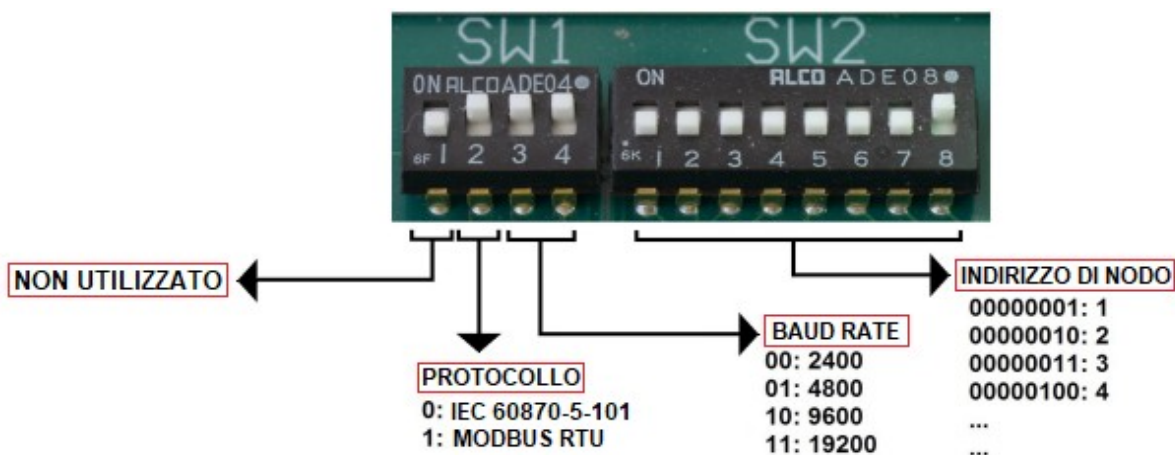 SW1 SW2
ON ALCO ADE04
ON ALCO ADE08
6F 1 2 3 4
6K 1 2 3 4 5 6 7 8
NON UTILIZZATO
PROTOCOLLO
0: IEC 60870-5-101
1: MODBUS RTU
BAUD RATE
00: 2400
01: 4800
10: 9600
11: 19200
INDIRIZZO DI NODO
00000001: 1
00000010: 2
00000011: 3
00000100: 4
...
...